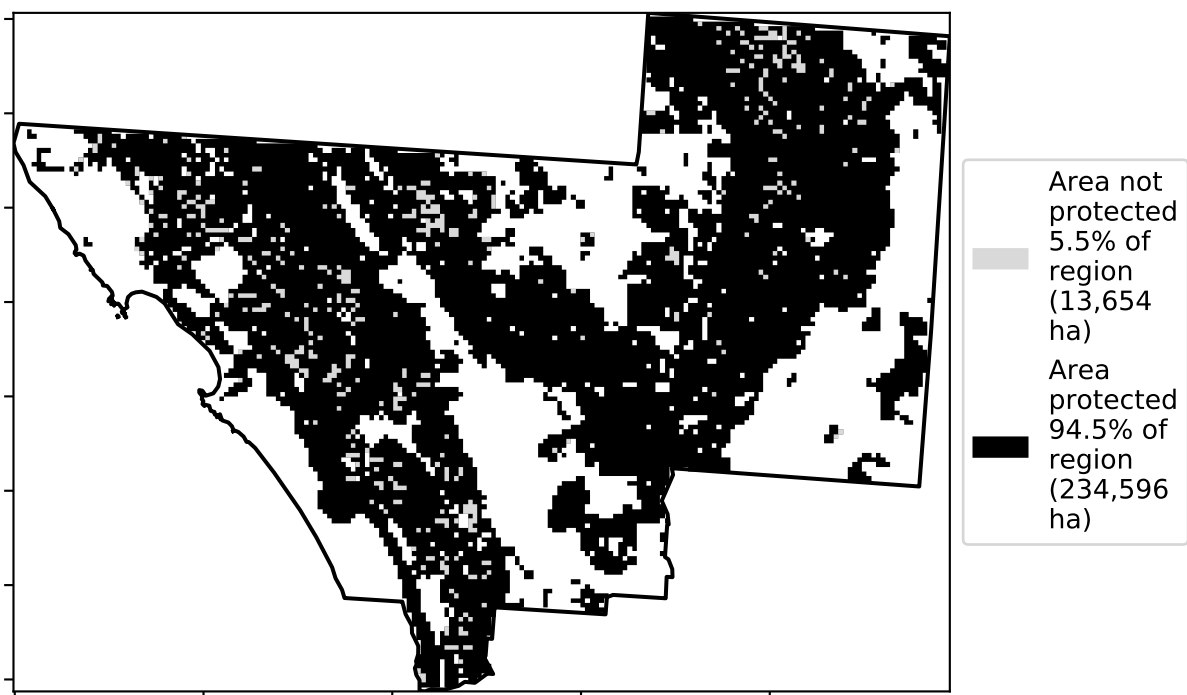 Area not
protected
5.5% of
region
(13,654
ha)
Area
protected
94.5% of
region
(234,596
ha)